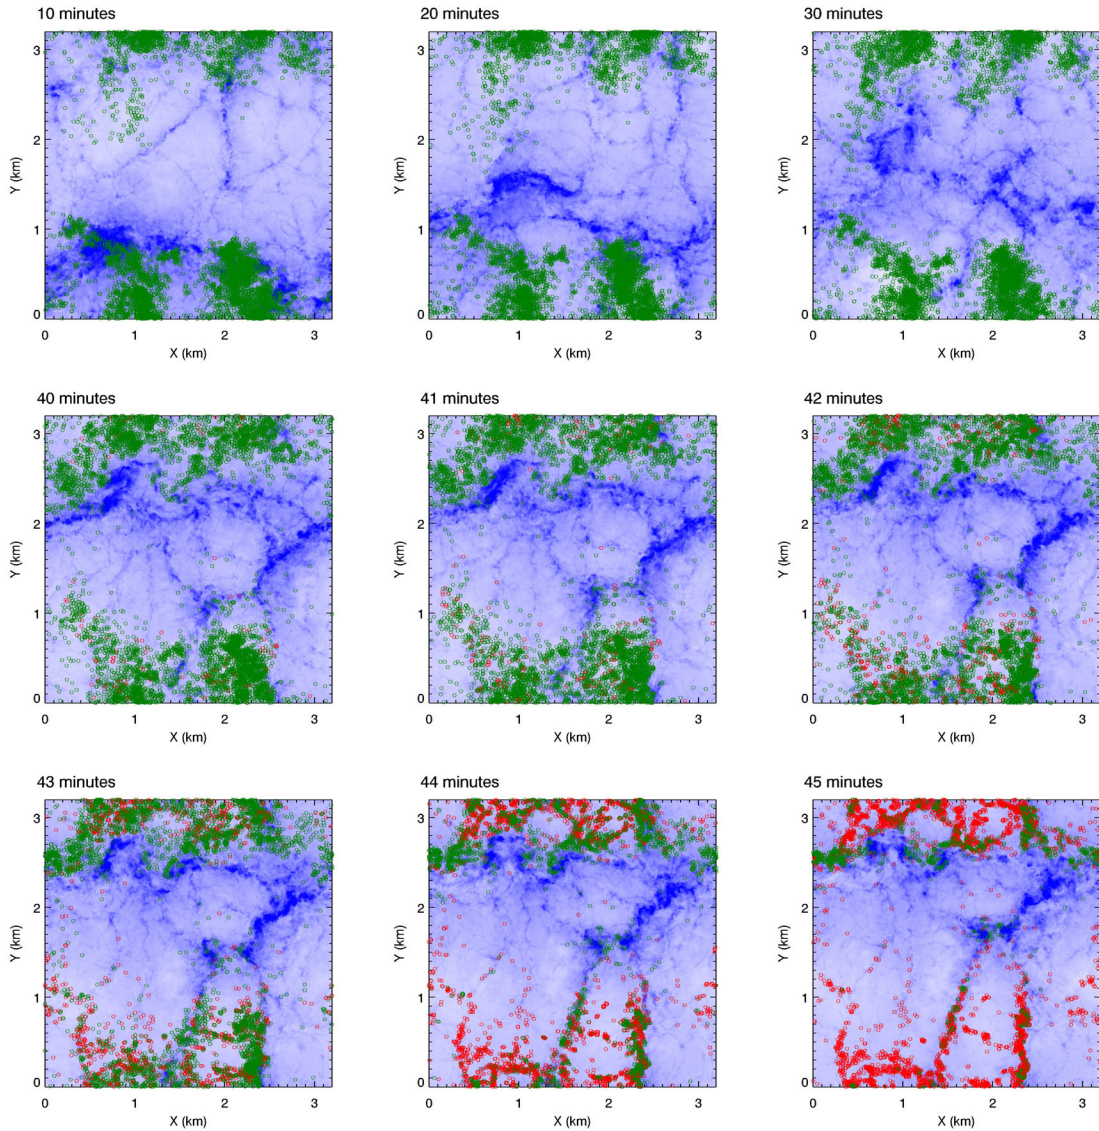 10 minutes
20 minutes
30 minutes
3
2
1
0
Y (km)
0 1 2 3
X (km)
3
2
1
0
Y (km)
0 1 2 3
X (km)
3
2
1
0
Y (km)
0 1 2 3
X (km)
40 minutes
41 minutes
42 minutes
3
2
1
0
Y (km)
0 1 2 3
X (km)
3
2
1
0
Y (km)
0 1 2 3
X (km)
3
2
1
0
Y (km)
0 1 2 3
X (km)
43 minutes
44 minutes
45 minutes
3
2
1
0
Y (km)
0 1 2 3
X (km)
3
2
1
0
Y (km)
0 1 2 3
X (km)
3
2
1
0
Y (km)
0 1 2 3
X (km)